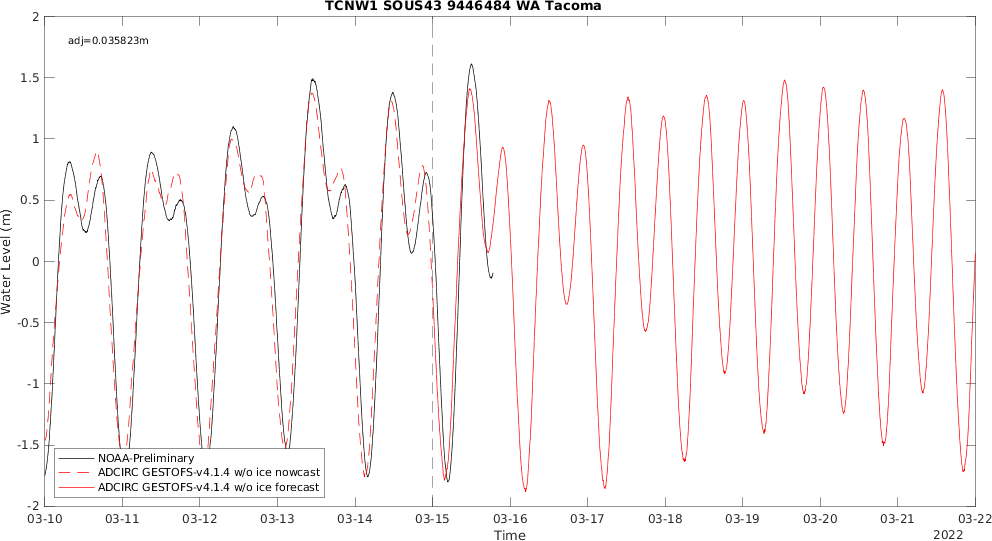 TCNW1 SOUS43 9446484 WA Tacoma
adj=0.035823m
2
1.5
1
0.5
0
-0.5
-1
-1.5
-2
Water Level (m)
NOAA-Preliminary
ADCIRC GESTOFS-v4.1.4 w/o ice nowcast
ADCIRC GESTOFS-v4.1.4 w/o ice forecast
03-10 03-11 03-12 03-13 03-14 03-15 03-16 03-17 03-18 03-19 03-20 03-21 03-22
Time
2022